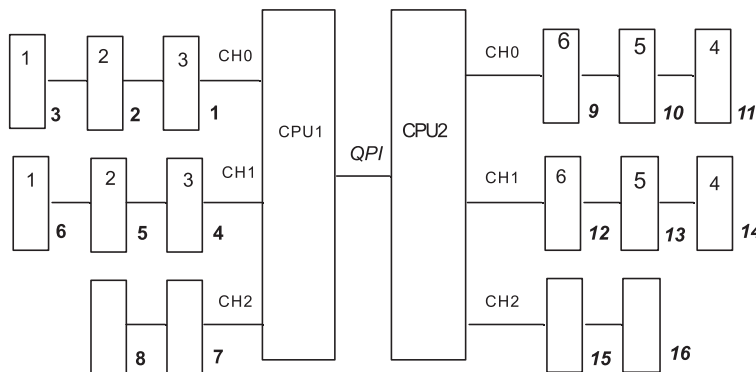 1 2 3 CH0 CH0 6 5 4
3 2 1 9 10 11
CPU1 CPU2
QPI
1 2 3 CH1 CH1 6 5 4
6 5 4 12 13 14
CH2 CH2
8 7 15 16